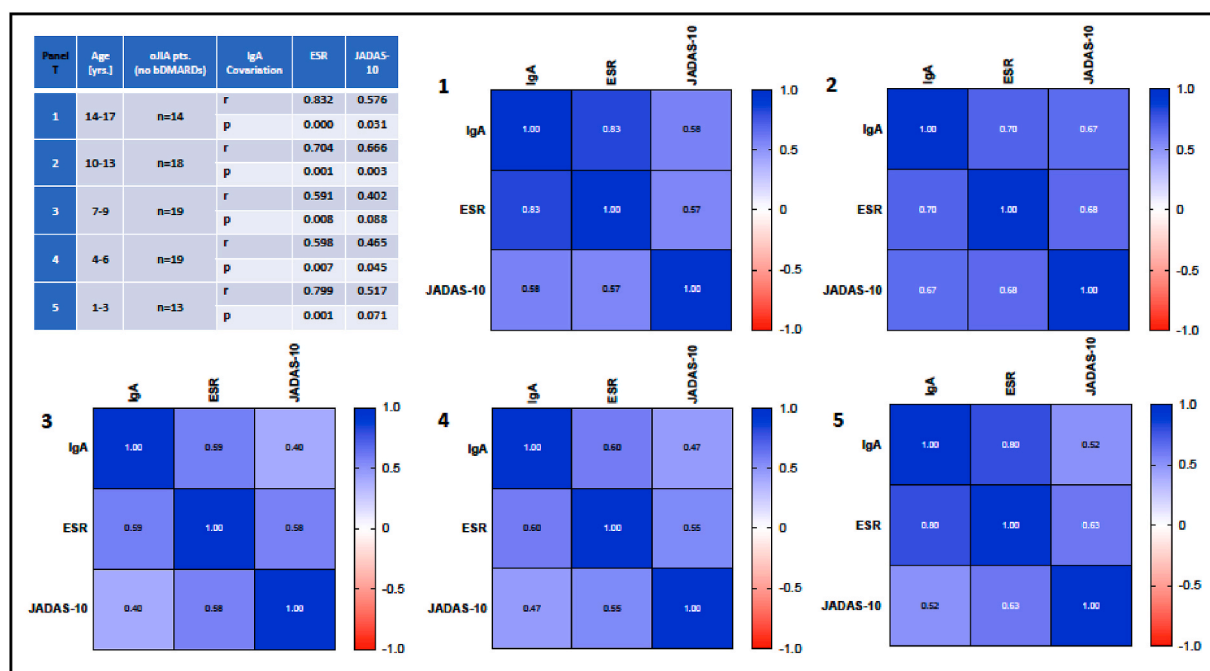 Panel T Age [yrs.] oJIA pts. (no bDMARDs) IgA Covariation ESR JADAS-10
1 14-17 n=14 r 0.832 0.576
p 0.000 0.031
2 10-13 n=18 r 0.704 0.666
p 0.001 0.003
3 7-9 n=19 r 0.591 0.402
p 0.008 0.088
4 4-6 n=19 r 0.598 0.465
p 0.007 0.045
5 1-3 n=13 r 0.799 0.517
p 0.001 0.071
1
IgA ESR JADAS-10
IgA 1.00 0.83 0.58
ESR 0.83 1.00 0.57
JADAS-10 0.58 0.57 1.00
1.0
0.5
0
-0.5
-1.0
2
IgA ESR JADAS-10
IgA 1.00 0.70 0.67
ESR 0.70 1.00 0.68
JADAS-10 0.67 0.68 1.00
1.0
0.5
0
-0.5
-1.0
3
IgA ESR JADAS-10
IgA 1.00 0.59 0.40
ESR 0.59 1.00 0.58
JADAS-10 0.40 0.58 1.00
1.0
0.5
0
-0.5
-1.0
4
IgA ESR JADAS-10
IgA 1.00 0.60 0.47
ESR 0.60 1.00 0.55
JADAS-10 0.47 0.55 1.00
1.0
0.5
0
-0.5
-1.0
5
IgA ESR JADAS-10
IgA 1.00 0.80 0.52
ESR 0.80 1.00 0.63
JADAS-10 0.52 0.63 1.00
1.0
0.5
0
-0.5
-1.0